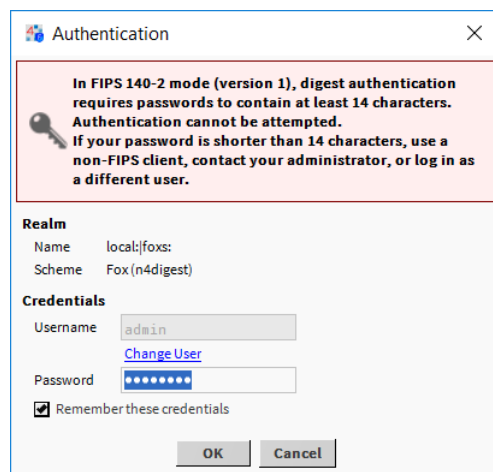 Authentication
In FIPS 140-2 mode (version 1), digest authentication
requires passwords to contain at least 14 characters.
Authentication cannot be attempted.
If your password is shorter than 14 characters, use a
non-FIPS client, contact your administrator, or log in as
a different user.
Realm
Name local:|foxs:
Scheme Fox (n4digest)
Credentials
Username admin
Change User
Password ••••••••
Remember these credentials
OK Cancel